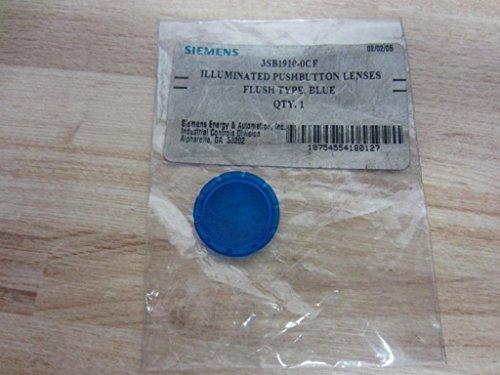 SIEMENS 02/02/05
3SB1910-0CF
ILLUMINATED PUSHBUTTON LENSES
FLUSH TYPE, BLUE
QTY. 1
Siemens Energy & Automation, Inc.
Industrial Controls Division
Alpharetta, GA 30202
10754554180127